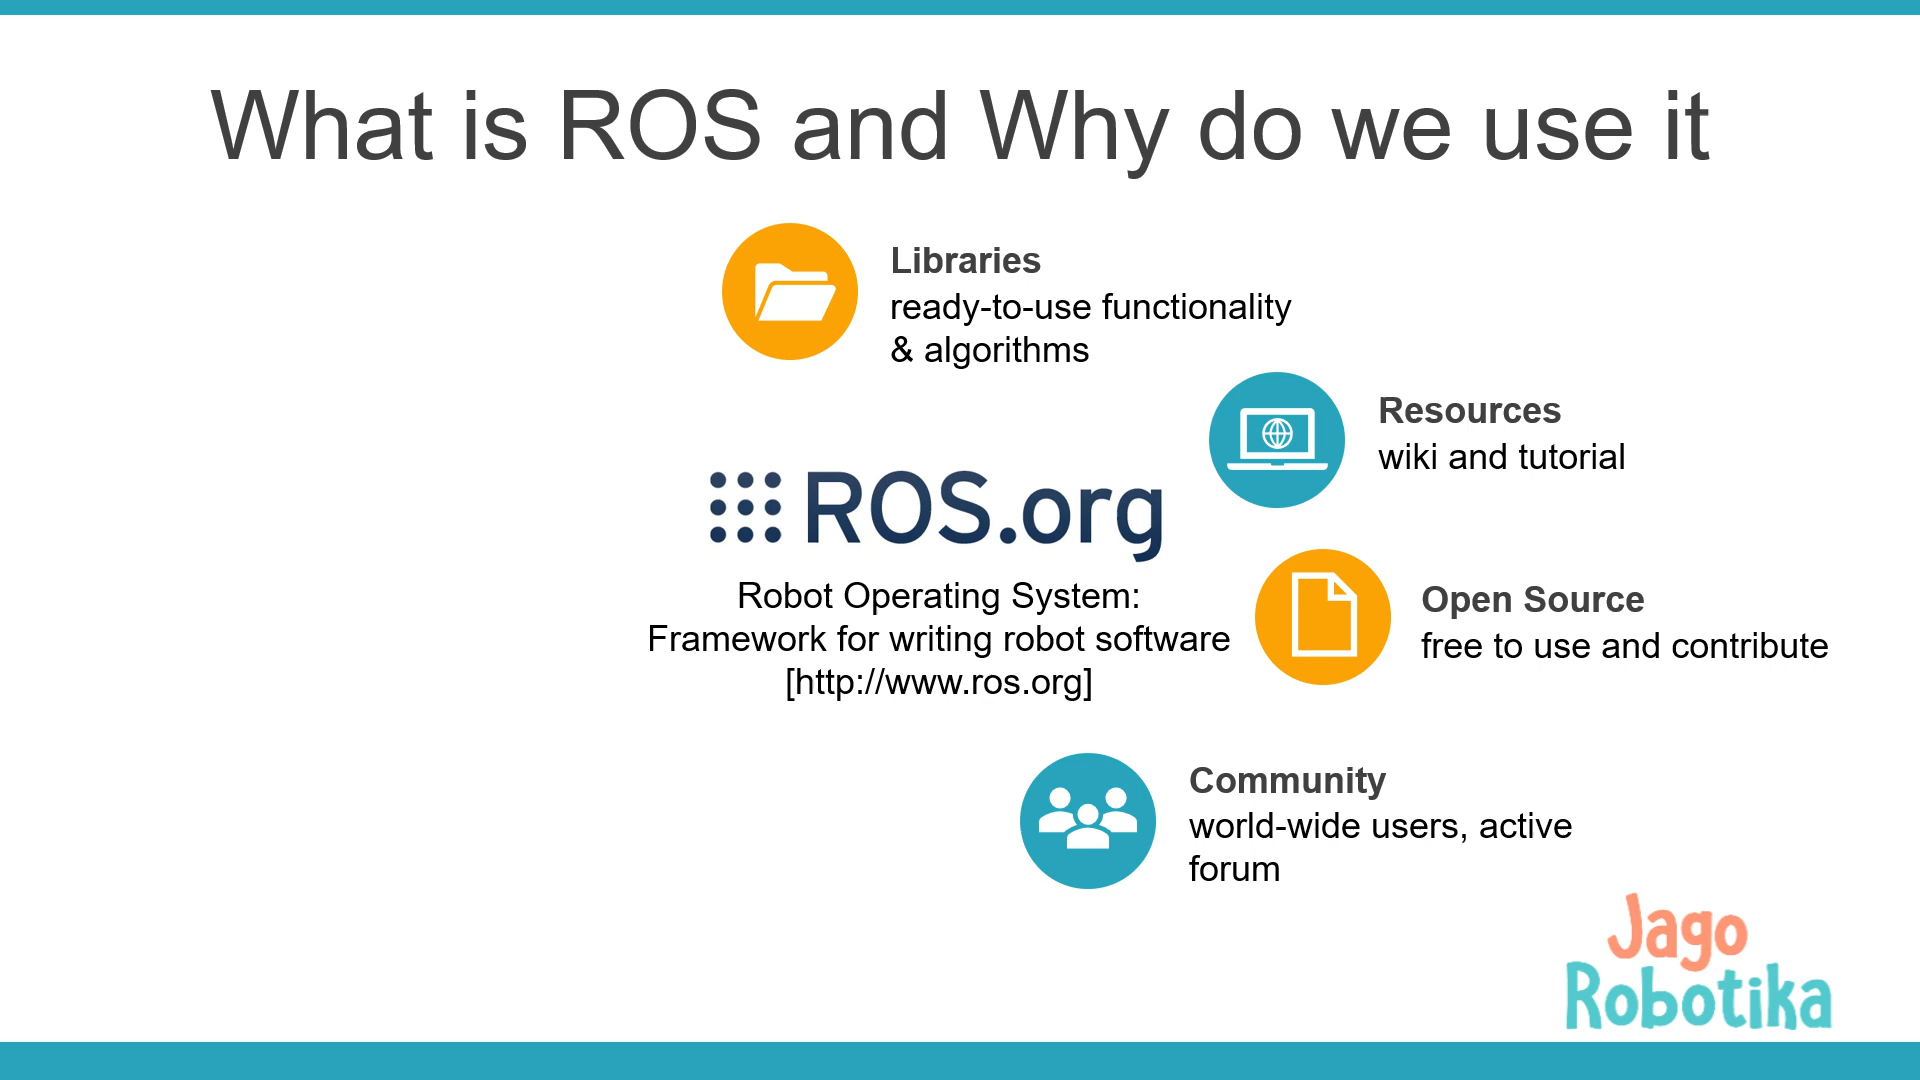 What is ROS and Why do we use it
Libraries
ready-to-use functionality
& algorithms
Resources
wiki and tutorial
ROS.org
Robot Operating System:
Framework for writing robot software
[http://www.ros.org]
Open Source
free to use and contribute
Community
world-wide users, active
forum
Jago
Robotika